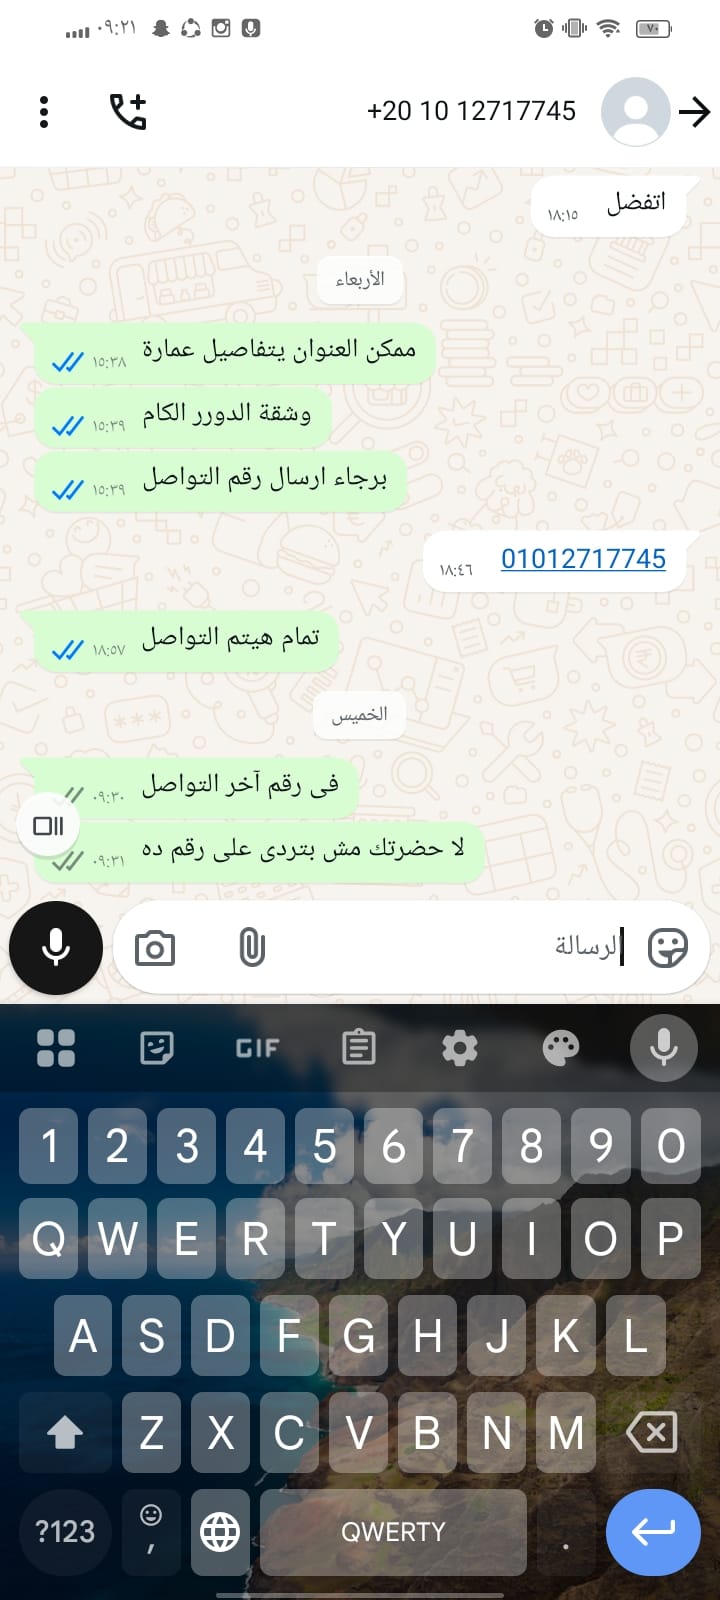 ٠٩:٢١
٧٠
+20 10 12717745
اتفضل
١٨:١٥
الأربعاء
ممكن العنوان يتفاصيل عمارة
١٥:٣٨
وشقة الدورر الكام
١٥:٣٩
برجاء ارسال رقم التواصل
١٥:٣٩
01012717745
١٨:٤٦
تمام هيتم التواصل
١٨:٥٧
الخميس
فى رقم آخر التواصل
٠٩:٣٠
لا حضرتك مش بتردى على رقم ده
٠٩:٣١
الرسالة
GIF
1 2 3 4 5 6 7 8 9 0
Q W E R T Y U I O P
A S D F G H J K L
Z X C V B N M
?123 , QWERTY .